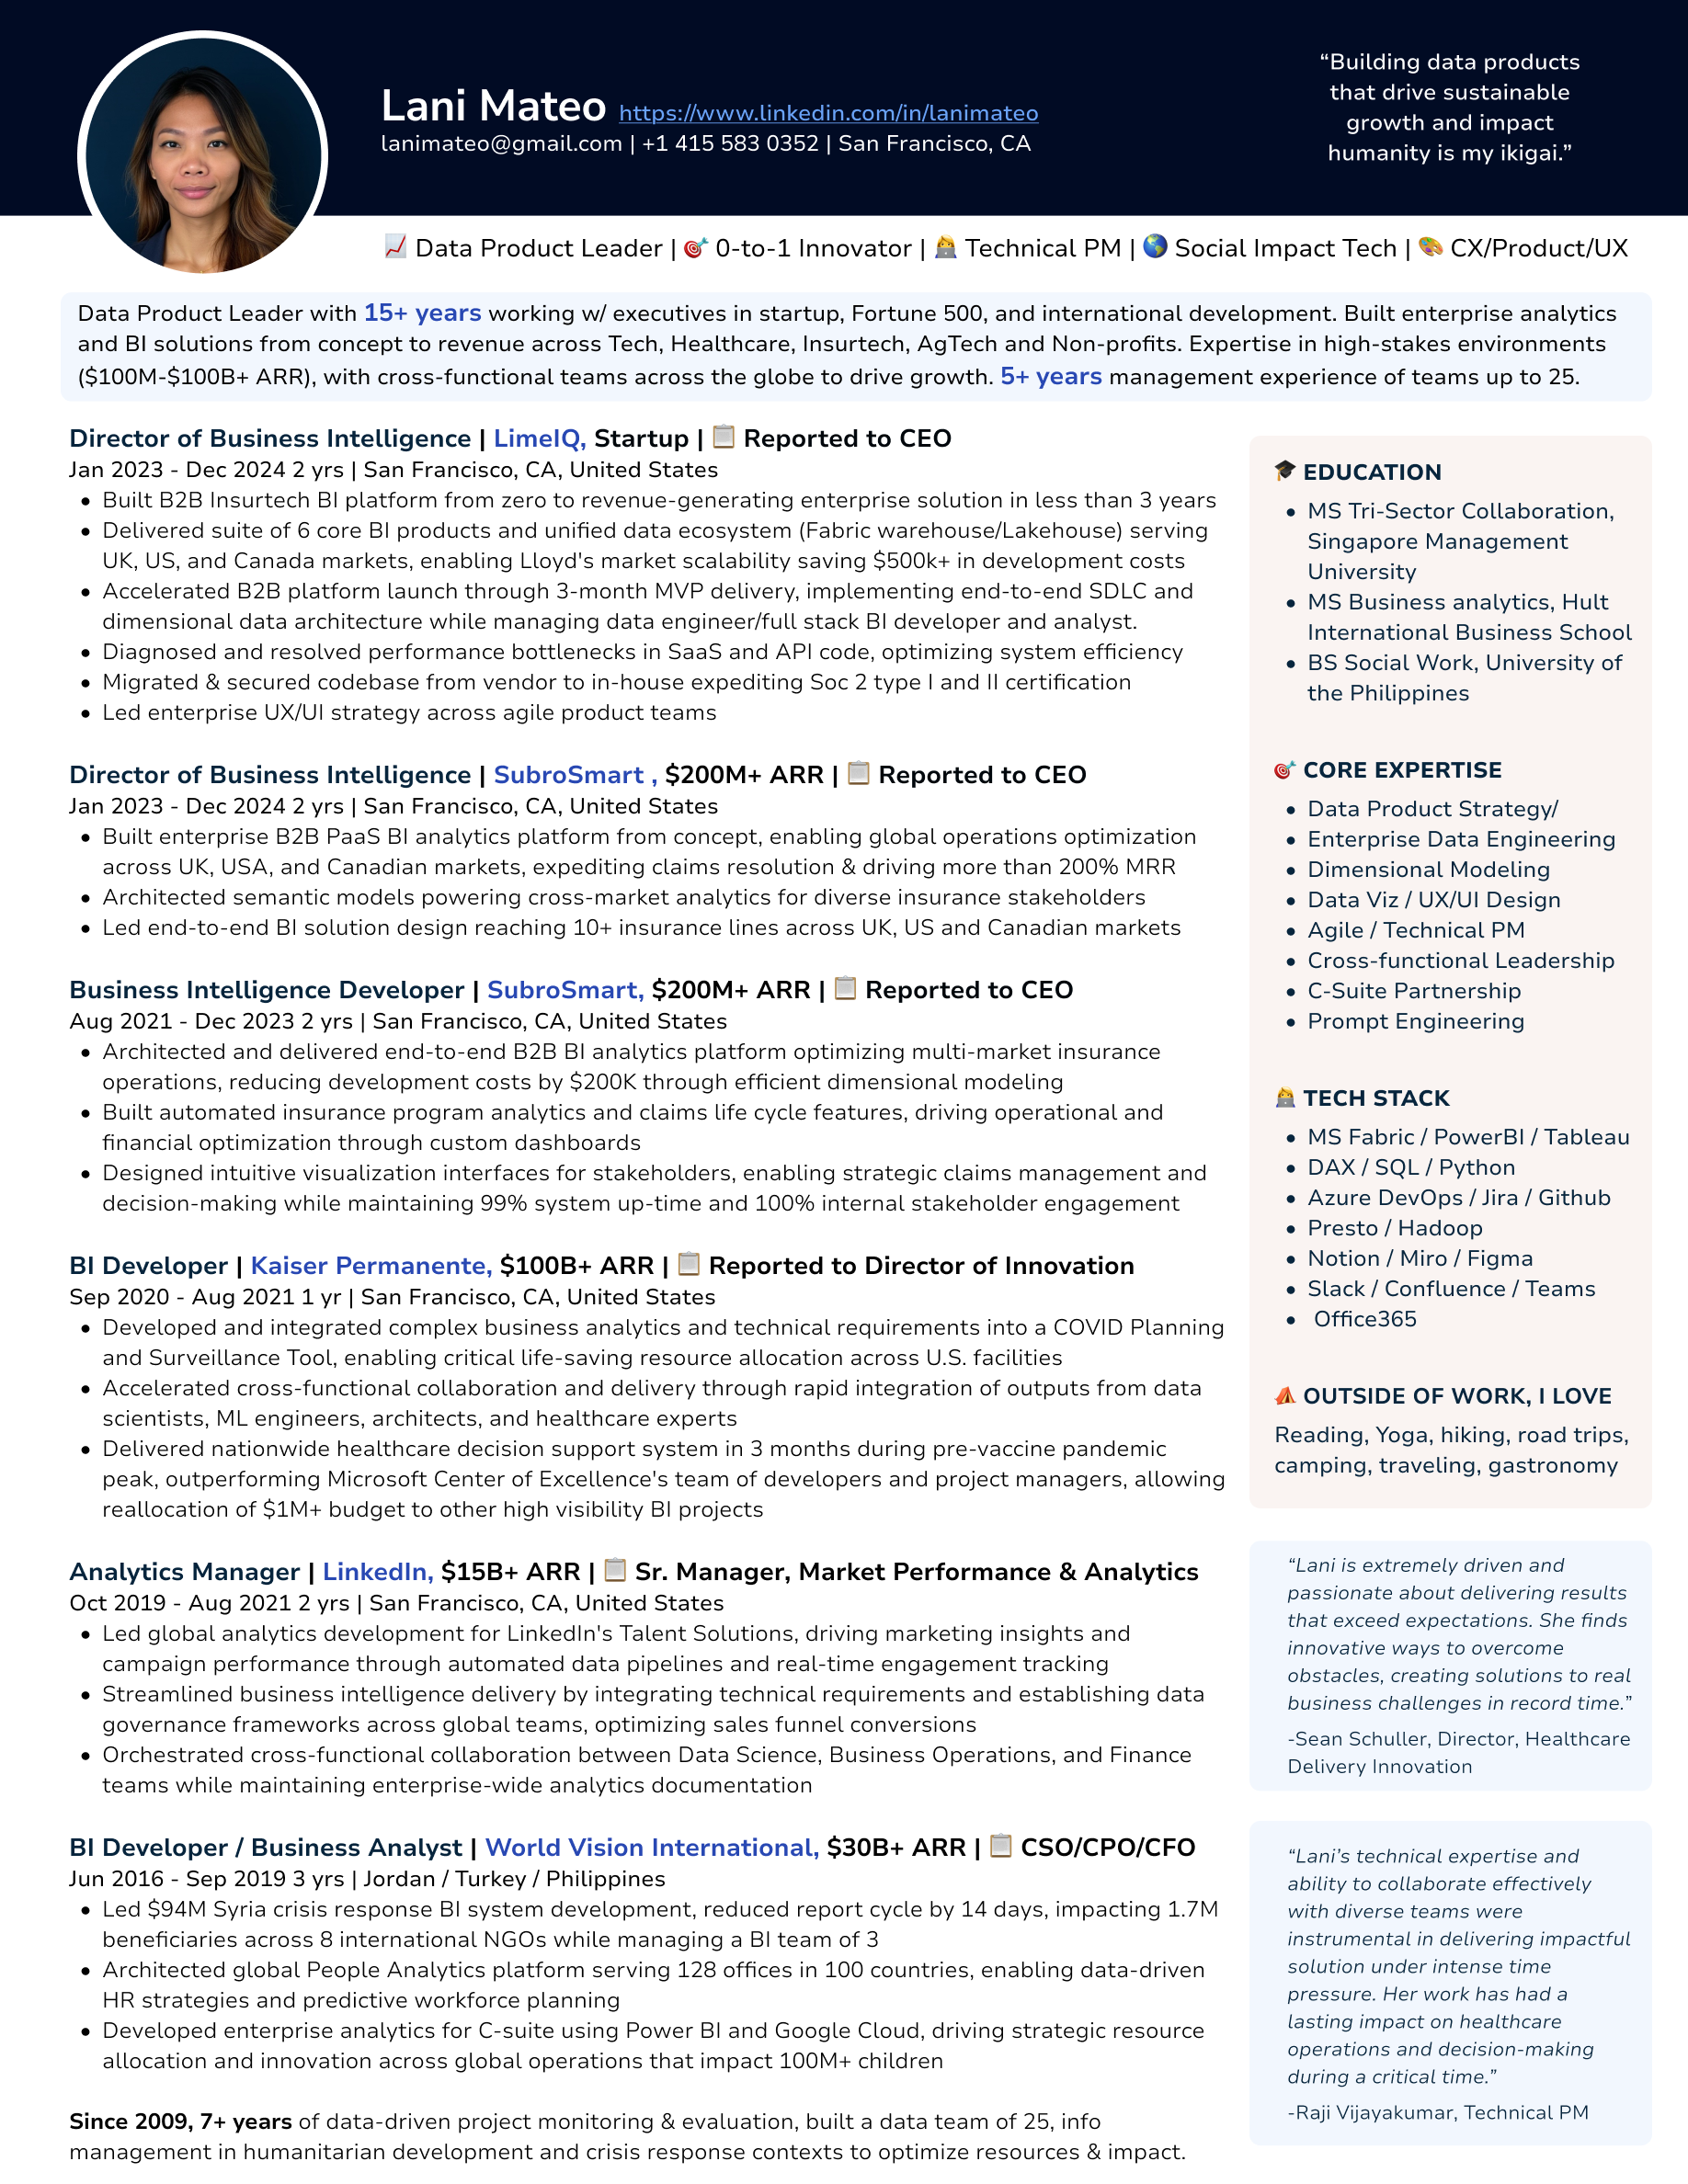 Lani Mateo https://www.linkedin.com/in/lanimateo
lanimateo@gmail.com | +1 415 583 0352 | San Francisco, CA
“Building data products
that drive sustainable
growth and impact
humanity is my ikigai.”
📈 Data Product Leader | 🎯 0-to-1 Innovator | 👩‍💻 Technical PM | 🌎 Social Impact Tech | 🎨 CX/Product/UX
Data Product Leader with 15+ years working w/ executives in startup, Fortune 500, and international development. Built enterprise analytics
and BI solutions from concept to revenue across Tech, Healthcare, Insurtech, AgTech and Non-profits. Expertise in high-stakes environments
($100M-$100B+ ARR), with cross-functional teams across the globe to drive growth. 5+ years management experience of teams up to 25.
Director of Business Intelligence | LimeIQ, Startup | 📋 Reported to CEO
Jan 2023 - Dec 2024 2 yrs | San Francisco, CA, United States
• Built B2B Insurtech BI platform from zero to revenue-generating enterprise solution in less than 3 years
• Delivered suite of 6 core BI products and unified data ecosystem (Fabric warehouse/Lakehouse) serving
UK, US, and Canada markets, enabling Lloyd's market scalability saving $500k+ in development costs
• Accelerated B2B platform launch through 3-month MVP delivery, implementing end-to-end SDLC and
dimensional data architecture while managing data engineer/full stack BI developer and analyst.
• Diagnosed and resolved performance bottlenecks in SaaS and API code, optimizing system efficiency
• Migrated & secured codebase from vendor to in-house expediting Soc 2 type I and II certification
• Led enterprise UX/UI strategy across agile product teams
Director of Business Intelligence | SubroSmart , $200M+ ARR | 📋 Reported to CEO
Jan 2023 - Dec 2024 2 yrs | San Francisco, CA, United States
• Built enterprise B2B PaaS BI analytics platform from concept, enabling global operations optimization
across UK, USA, and Canadian markets, expediting claims resolution & driving more than 200% MRR
• Architected semantic models powering cross-market analytics for diverse insurance stakeholders
• Led end-to-end BI solution design reaching 10+ insurance lines across UK, US and Canadian markets
Business Intelligence Developer | SubroSmart, $200M+ ARR | 📋 Reported to CEO
Aug 2021 - Dec 2023 2 yrs | San Francisco, CA, United States
• Architected and delivered end-to-end B2B BI analytics platform optimizing multi-market insurance
operations, reducing development costs by $200K through efficient dimensional modeling
• Built automated insurance program analytics and claims life cycle features, driving operational and
financial optimization through custom dashboards
• Designed intuitive visualization interfaces for stakeholders, enabling strategic claims management and
decision-making while maintaining 99% system up-time and 100% internal stakeholder engagement
BI Developer | Kaiser Permanente, $100B+ ARR | 📋 Reported to Director of Innovation
Sep 2020 - Aug 2021 1 yr | San Francisco, CA, United States
• Developed and integrated complex business analytics and technical requirements into a COVID Planning
and Surveillance Tool, enabling critical life-saving resource allocation across U.S. facilities
• Accelerated cross-functional collaboration and delivery through rapid integration of outputs from data
scientists, ML engineers, architects, and healthcare experts
• Delivered nationwide healthcare decision support system in 3 months during pre-vaccine pandemic
peak, outperforming Microsoft Center of Excellence's team of developers and project managers, allowing
reallocation of $1M+ budget to other high visibility BI projects
Analytics Manager | LinkedIn, $15B+ ARR | 📋 Sr. Manager, Market Performance & Analytics
Oct 2019 - Aug 2021 2 yrs | San Francisco, CA, United States
• Led global analytics development for LinkedIn's Talent Solutions, driving marketing insights and
campaign performance through automated data pipelines and real-time engagement tracking
• Streamlined business intelligence delivery by integrating technical requirements and establishing data
governance frameworks across global teams, optimizing sales funnel conversions
• Orchestrated cross-functional collaboration between Data Science, Business Operations, and Finance
teams while maintaining enterprise-wide analytics documentation
BI Developer / Business Analyst | World Vision International, $30B+ ARR | 📋 CSO/CPO/CFO
Jun 2016 - Sep 2019 3 yrs | Jordan / Turkey / Philippines
• Led $94M Syria crisis response BI system development, reduced report cycle by 14 days, impacting 1.7M
beneficiaries across 8 international NGOs while managing a BI team of 3
• Architected global People Analytics platform serving 128 offices in 100 countries, enabling data-driven
HR strategies and predictive workforce planning
• Developed enterprise analytics for C-suite using Power BI and Google Cloud, driving strategic resource
allocation and innovation across global operations that impact 100M+ children
Since 2009, 7+ years of data-driven project monitoring & evaluation, built a data team of 25, info
management in humanitarian development and crisis response contexts to optimize resources & impact.
🎓 EDUCATION
• MS Tri-Sector Collaboration,
Singapore Management
University
• MS Business analytics, Hult
International Business School
• BS Social Work, University of
the Philippines
🎯 CORE EXPERTISE
• Data Product Strategy/
• Enterprise Data Engineering
• Dimensional Modeling
• Data Viz / UX/UI Design
• Agile / Technical PM
• Cross-functional Leadership
• C-Suite Partnership
• Prompt Engineering
👩‍💻 TECH STACK
• MS Fabric / PowerBI / Tableau
• DAX / SQL / Python
• Azure DevOps / Jira / Github
• Presto / Hadoop
• Notion / Miro / Figma
• Slack / Confluence / Teams
• Office365
⛺ OUTSIDE OF WORK, I LOVE
Reading, Yoga, hiking, road trips,
camping, traveling, gastronomy
“Lani is extremely driven and
passionate about delivering results
that exceed expectations. She finds
innovative ways to overcome
obstacles, creating solutions to real
business challenges in record time.”
-Sean Schuller, Director, Healthcare
Delivery Innovation
“Lani’s technical expertise and
ability to collaborate effectively
with diverse teams were
instrumental in delivering impactful
solution under intense time
pressure. Her work has had a
lasting impact on healthcare
operations and decision-making
during a critical time.”
-Raji Vijayakumar, Technical PM